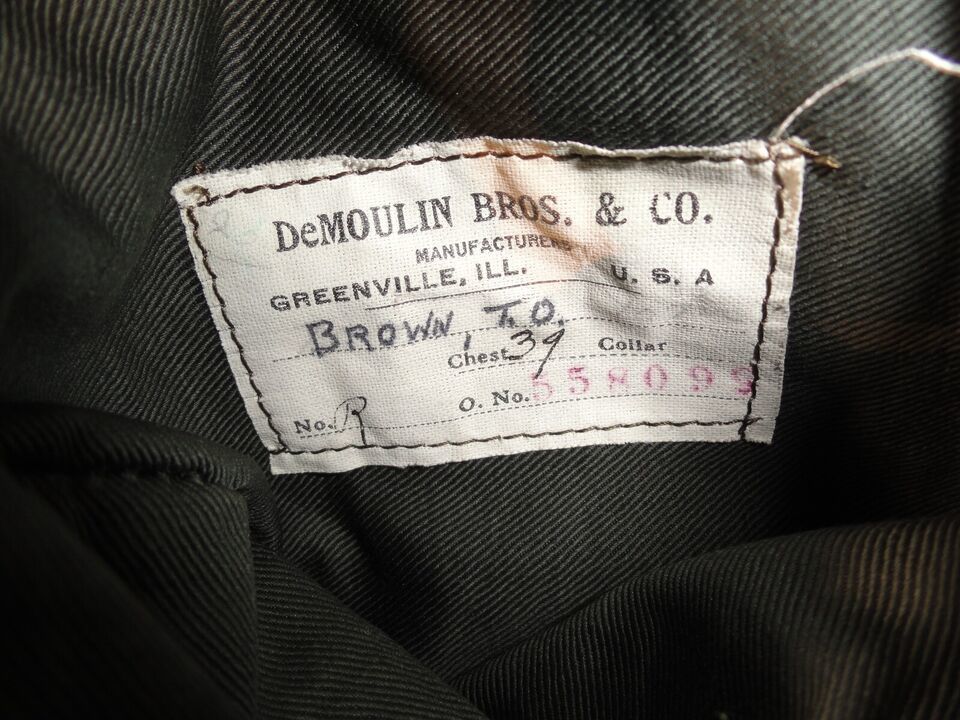 DeMOULIN BROS. & CO.
MANUFACTURERS
GREENVILLE, ILL. U. S. A
BROWN, T.O.
Chest 39 Collar
No. R O. No. 558099